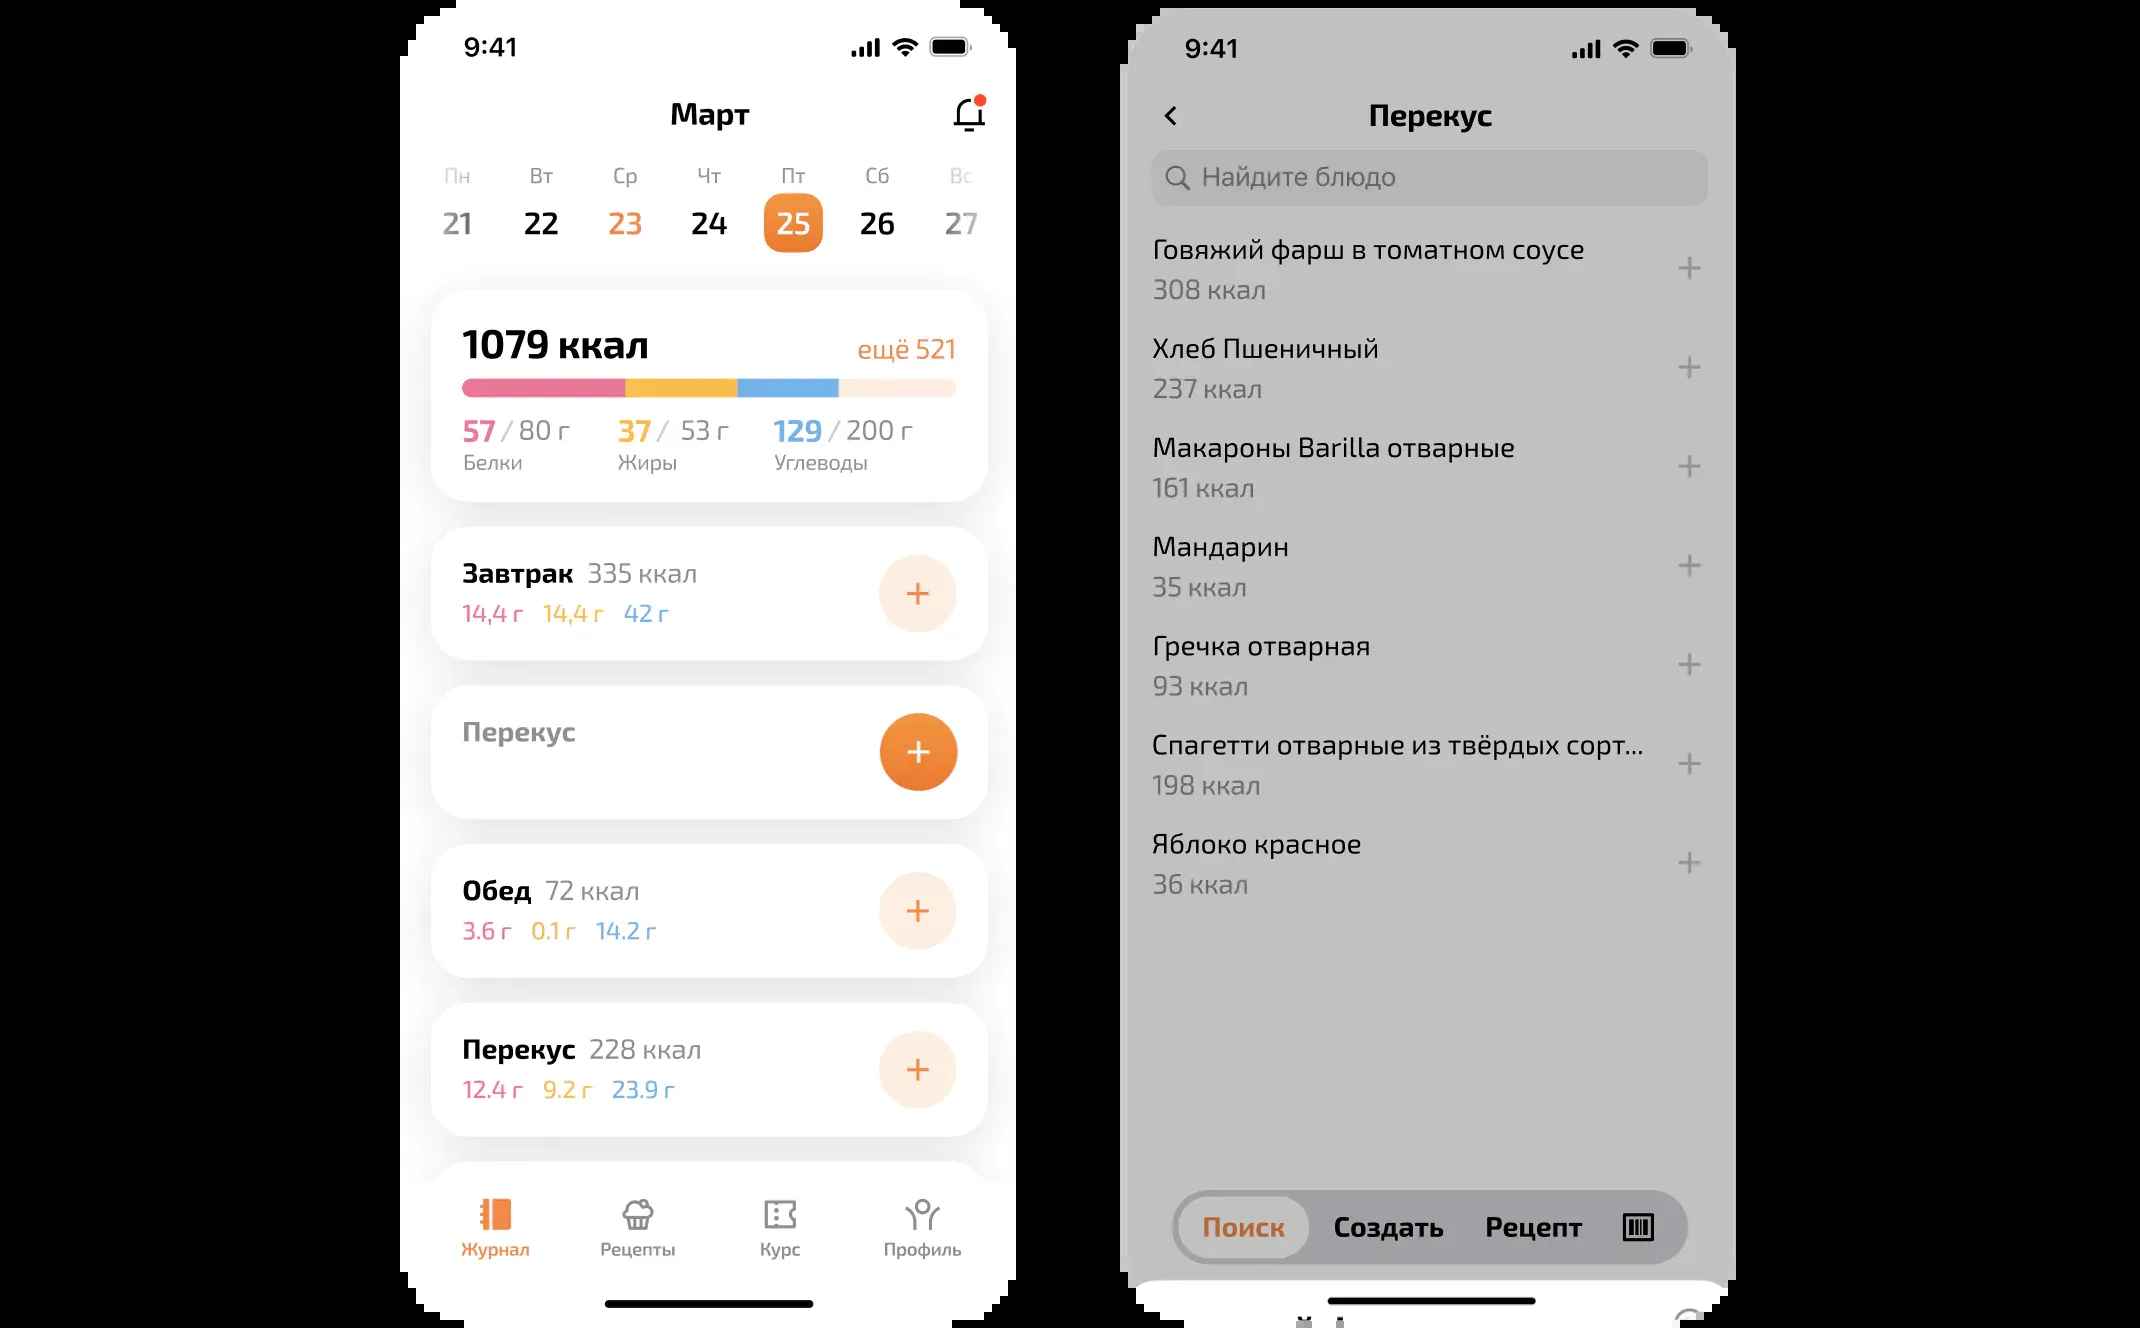 9:41
Март
Пн Вт Ср Чт Пт Сб Вс
21 22 23 24 25 26 27
1079 ккал ещё 521
57 / 80 г 37 / 53 г 129 / 200 г
Белки Жиры Углеводы
Завтрак 335 ккал
14,4 г 14,4 г 42 г
Перекус
Обед 72 ккал
3.6 г 0.1 г 14.2 г
Перекус 228 ккал
12.4 г 9.2 г 23.9 г
Журнал Рецепты Курс Профиль
9:41
Перекус
Найдите блюдо
Говяжий фарш в томатном соусе
308 ккал
Хлеб Пшеничный
237 ккал
Макароны Barilla отварные
161 ккал
Мандарин
35 ккал
Гречка отварная
93 ккал
Спагетти отварные из твёрдых сорт...
198 ккал
Яблоко красное
36 ккал
Поиск Создать Рецепт